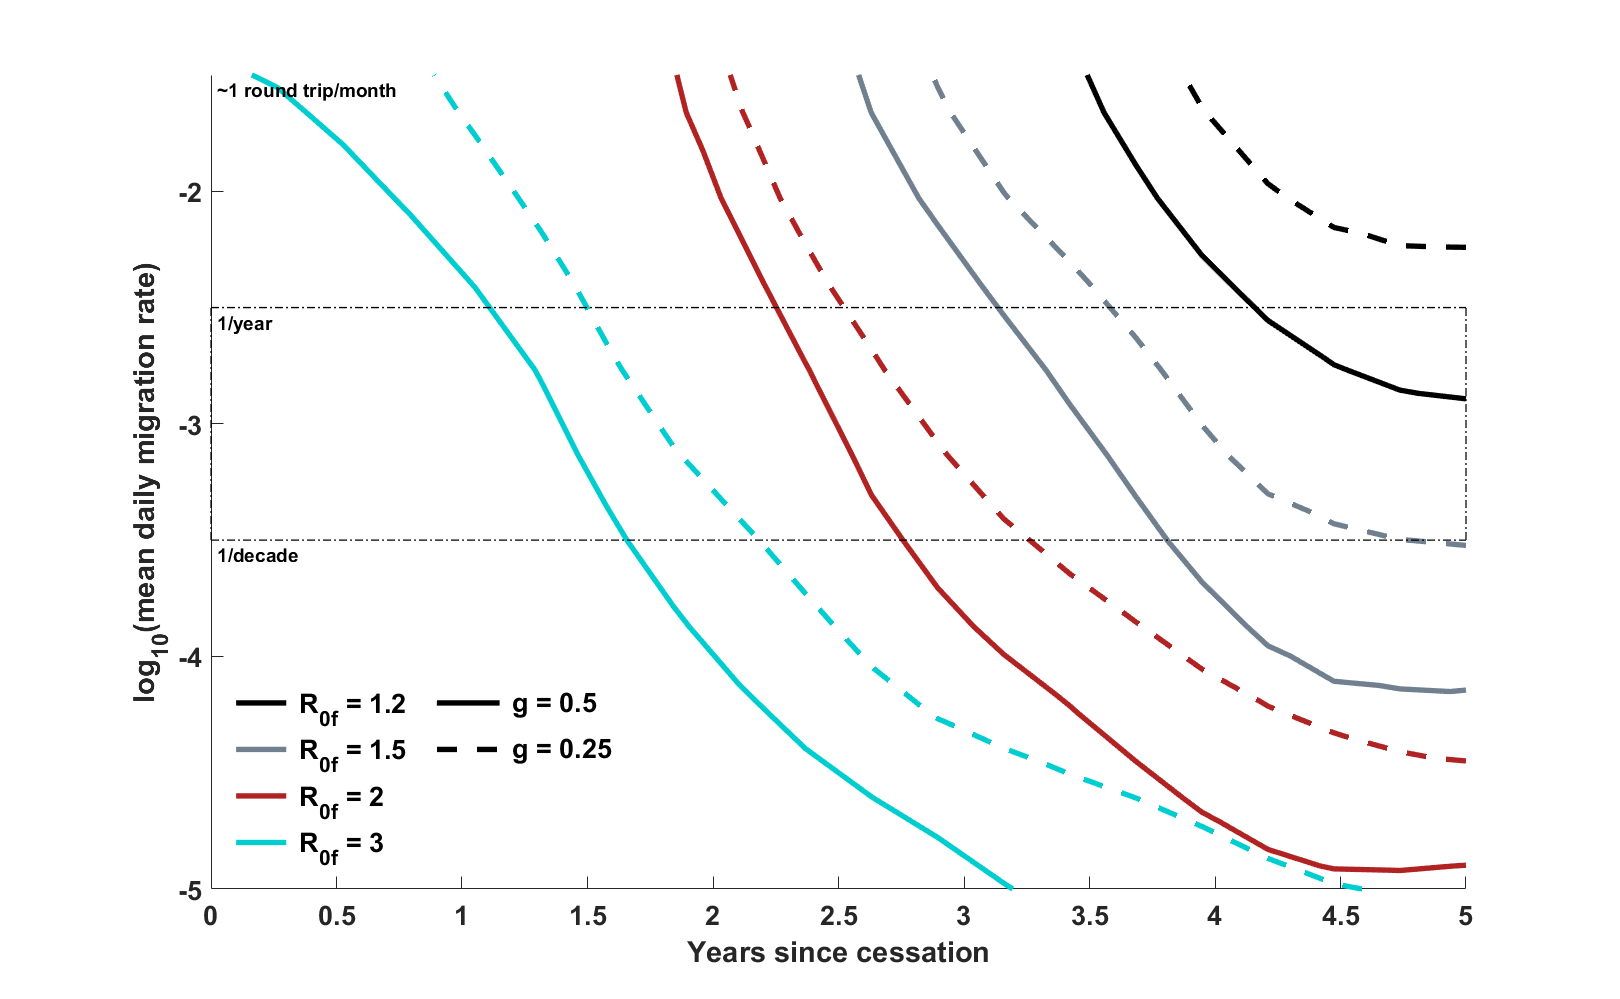 ~1 round trip/month
-2
1/year
-3
1/decade
-4
-5
log10(mean daily migration rate)
R0f = 1.2 g = 0.5
R0f = 1.5 g = 0.25
R0f = 2
R0f = 3
0 0.5 1 1.5 2 2.5 3 3.5 4 4.5 5
Years since cessation